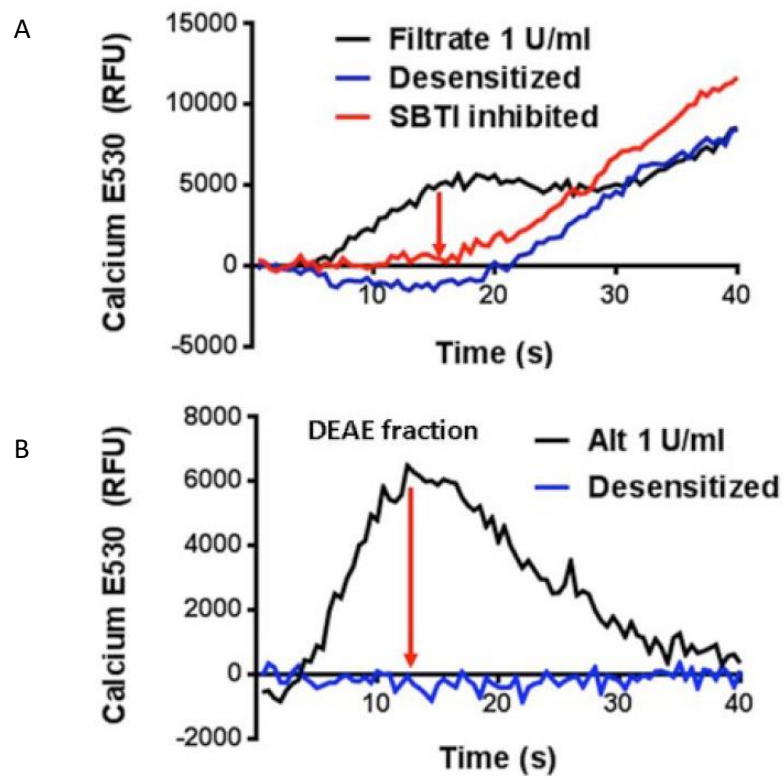 A
Calcium E530 (RFU)
15000
10000
5000
0
-5000
Filtrate 1 U/ml
Desensitized
SBTI inhibited
10
20
30
40
Time (s)
B
Calcium E530 (RFU)
8000
6000
4000
2000
0
-2000
DEAE fraction
Alt 1 U/ml
Desensitized
10
20
30
40
Time (s)